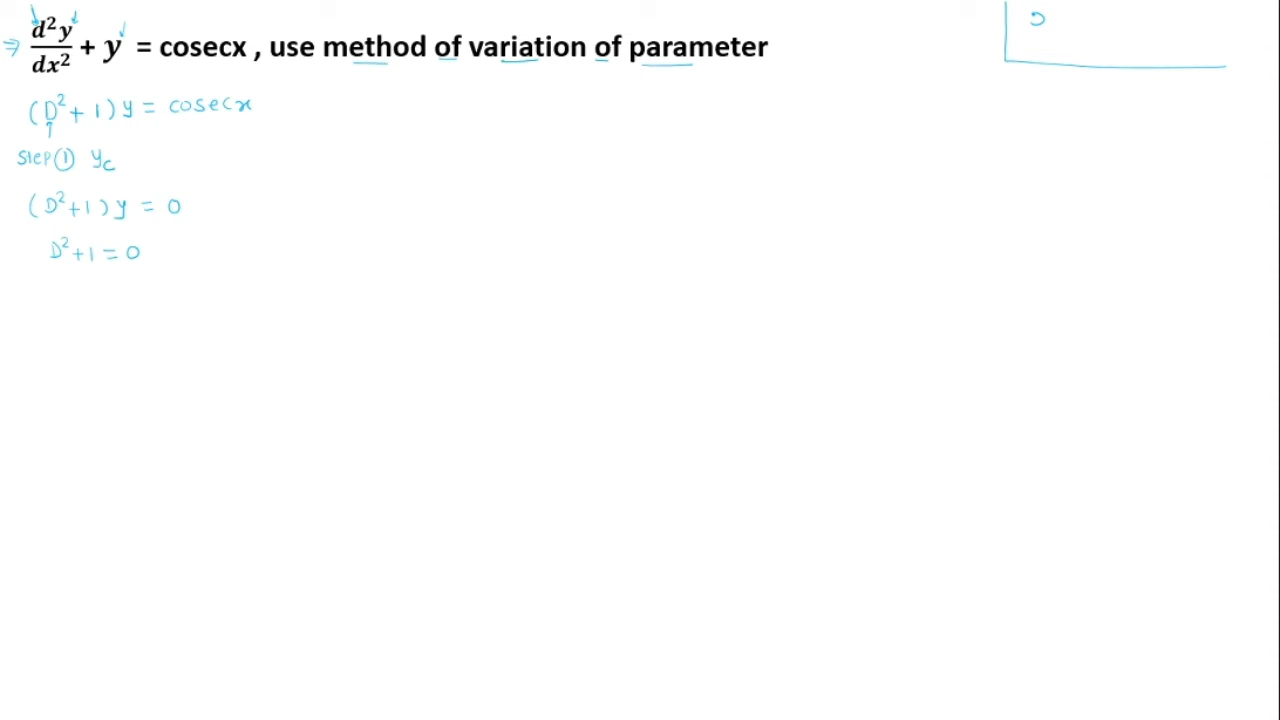 ⇒ d²y/dx² + y = cosecx , use method of variation of parameter
(D² + 1) y = cosecx
Step ① yc
(D² + 1) y = 0
D² + 1 = 0